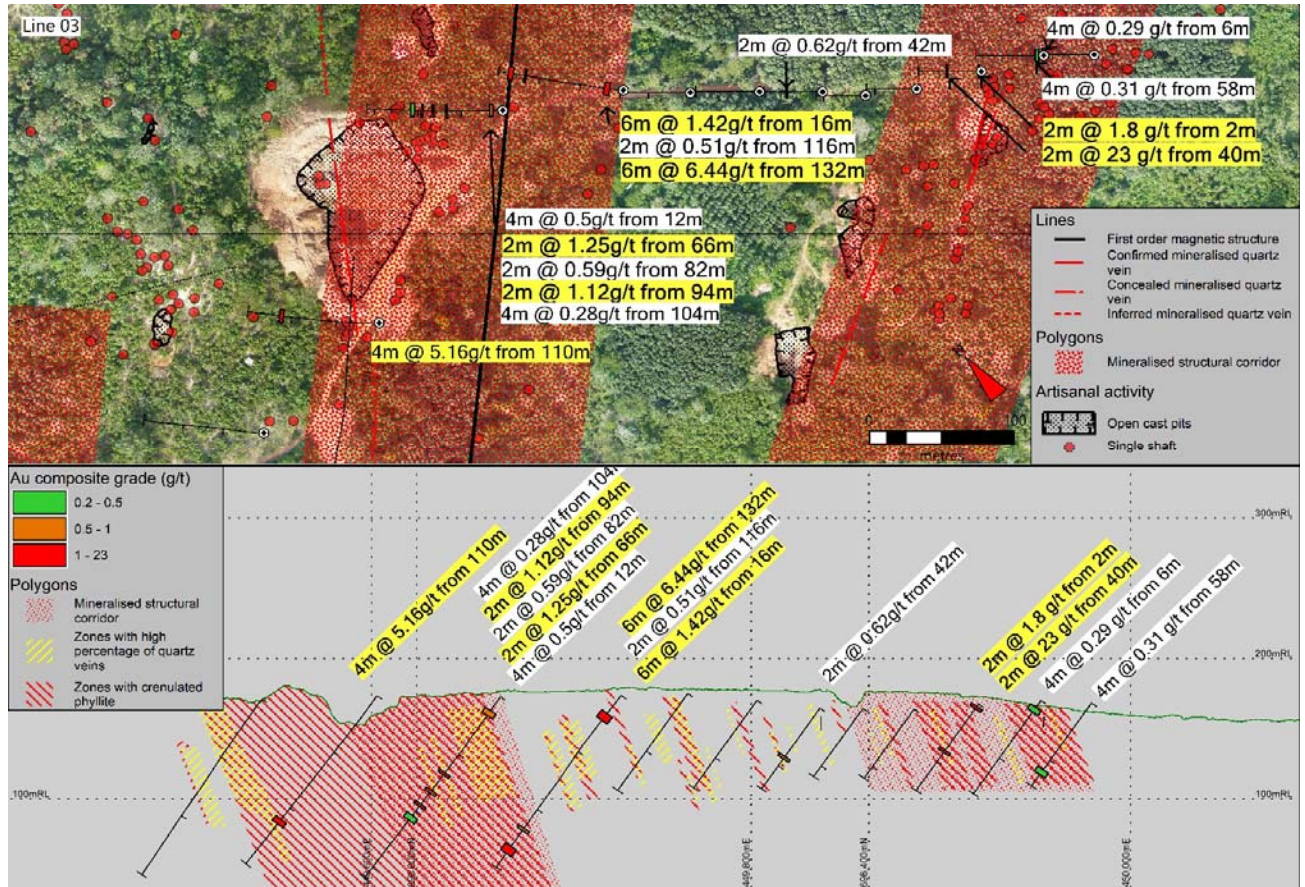 Line 03
4m @ 0.29 g/t from 6m
2m @ 0.62g/t from 42m
4m @ 0.31 g/t from 58m
6m @ 1.42g/t from 16m
2m @ 0.51g/t from 116m
6m @ 6.44g/t from 132m
2m @ 1.8 g/t from 2m
2m @ 23 g/t from 40m
4m @ 0.5g/t from 12m
2m @ 1.25g/t from 66m
2m @ 0.59g/t from 82m
2m @ 1.12g/t from 94m
4m @ 0.28g/t from 104m
4m @ 5.16g/t from 110m
Lines
First order magnetic structure
Confirmed mineralised quartz
vein
Concealed mineralised quartz
vein
Inferred mineralised quartz vein
Polygons
Mineralised structural corridor
Artisanal activity
Open cast pits
Single shaft
metres
Au composite grade (g/t)
0.2 - 0.5
0.5 - 1
1 - 23
Polygons
Mineralised structural
corridor
Zones with high
percentage of quartz
veins
Zones with crenulated
phyllite
4m @ 5.16g/t from 110m
4m @ 0.28g/t from 104m
2m @ 1.12g/t from 94m
2m @ 0.59g/t from 82m
2m @ 1.25g/t from 66m
4m @ 0.5g/t from 12m
6m @ 6.44g/t from 132m
2m @ 0.51g/t from 116m
6m @ 1.42g/t from 16m
2m @ 0.62g/t from 42m
2m @ 1.8 g/t from 2m
2m @ 23 g/t from 40m
4m @ 0.29 g/t from 6m
4m @ 0.31 g/t from 58m
300mRL
300mRL
200mRL
200mRL
100mRL
100mRL
449,800mE
698,400mN
450,000mE